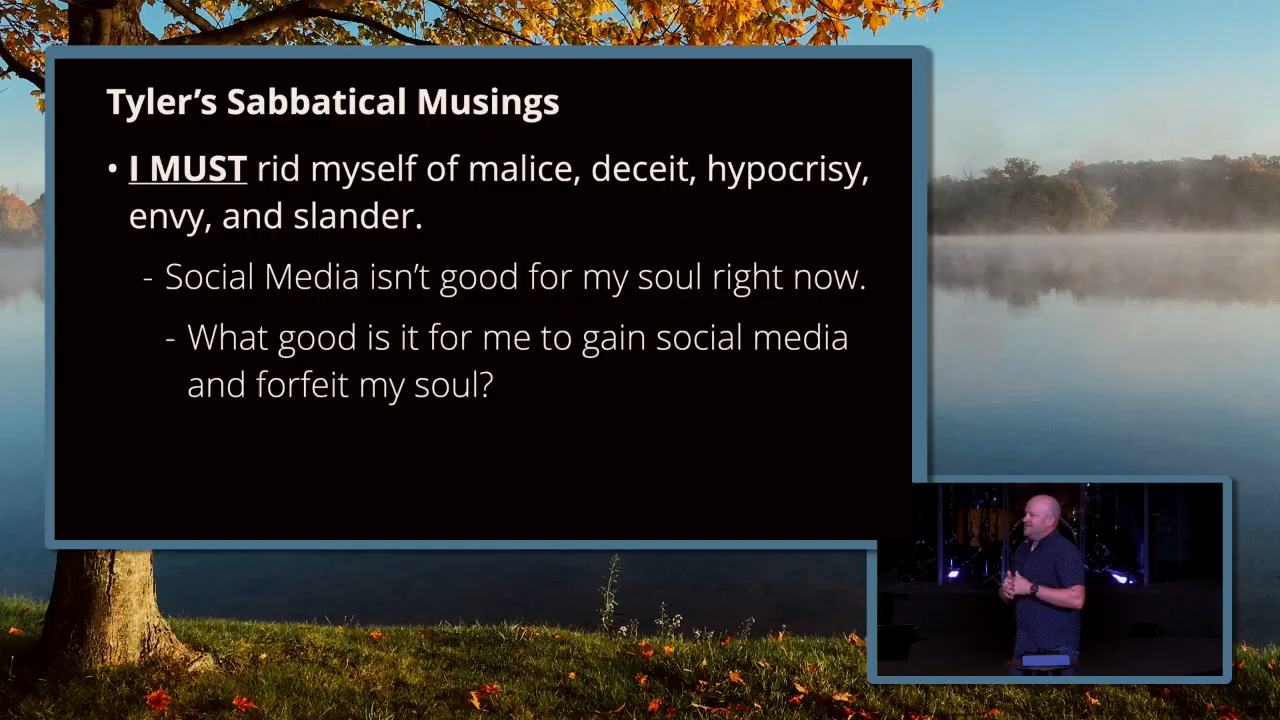 Tyler’s Sabbatical Musings
• I MUST rid myself of malice, deceit, hypocrisy,
envy, and slander.
- Social Media isn’t good for my soul right now.
- What good is it for me to gain social media
and forfeit my soul?